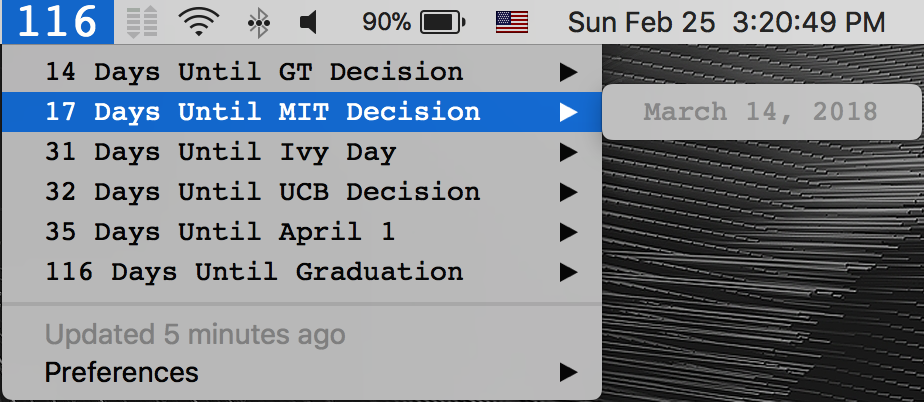 116 90% Sun Feb 25 3:20:49 PM
14 Days Until GT Decision
17 Days Until MIT Decision
March 14, 2018
31 Days Until Ivy Day
32 Days Until UCB Decision
35 Days Until April 1
116 Days Until Graduation
Updated 5 minutes ago
Preferences